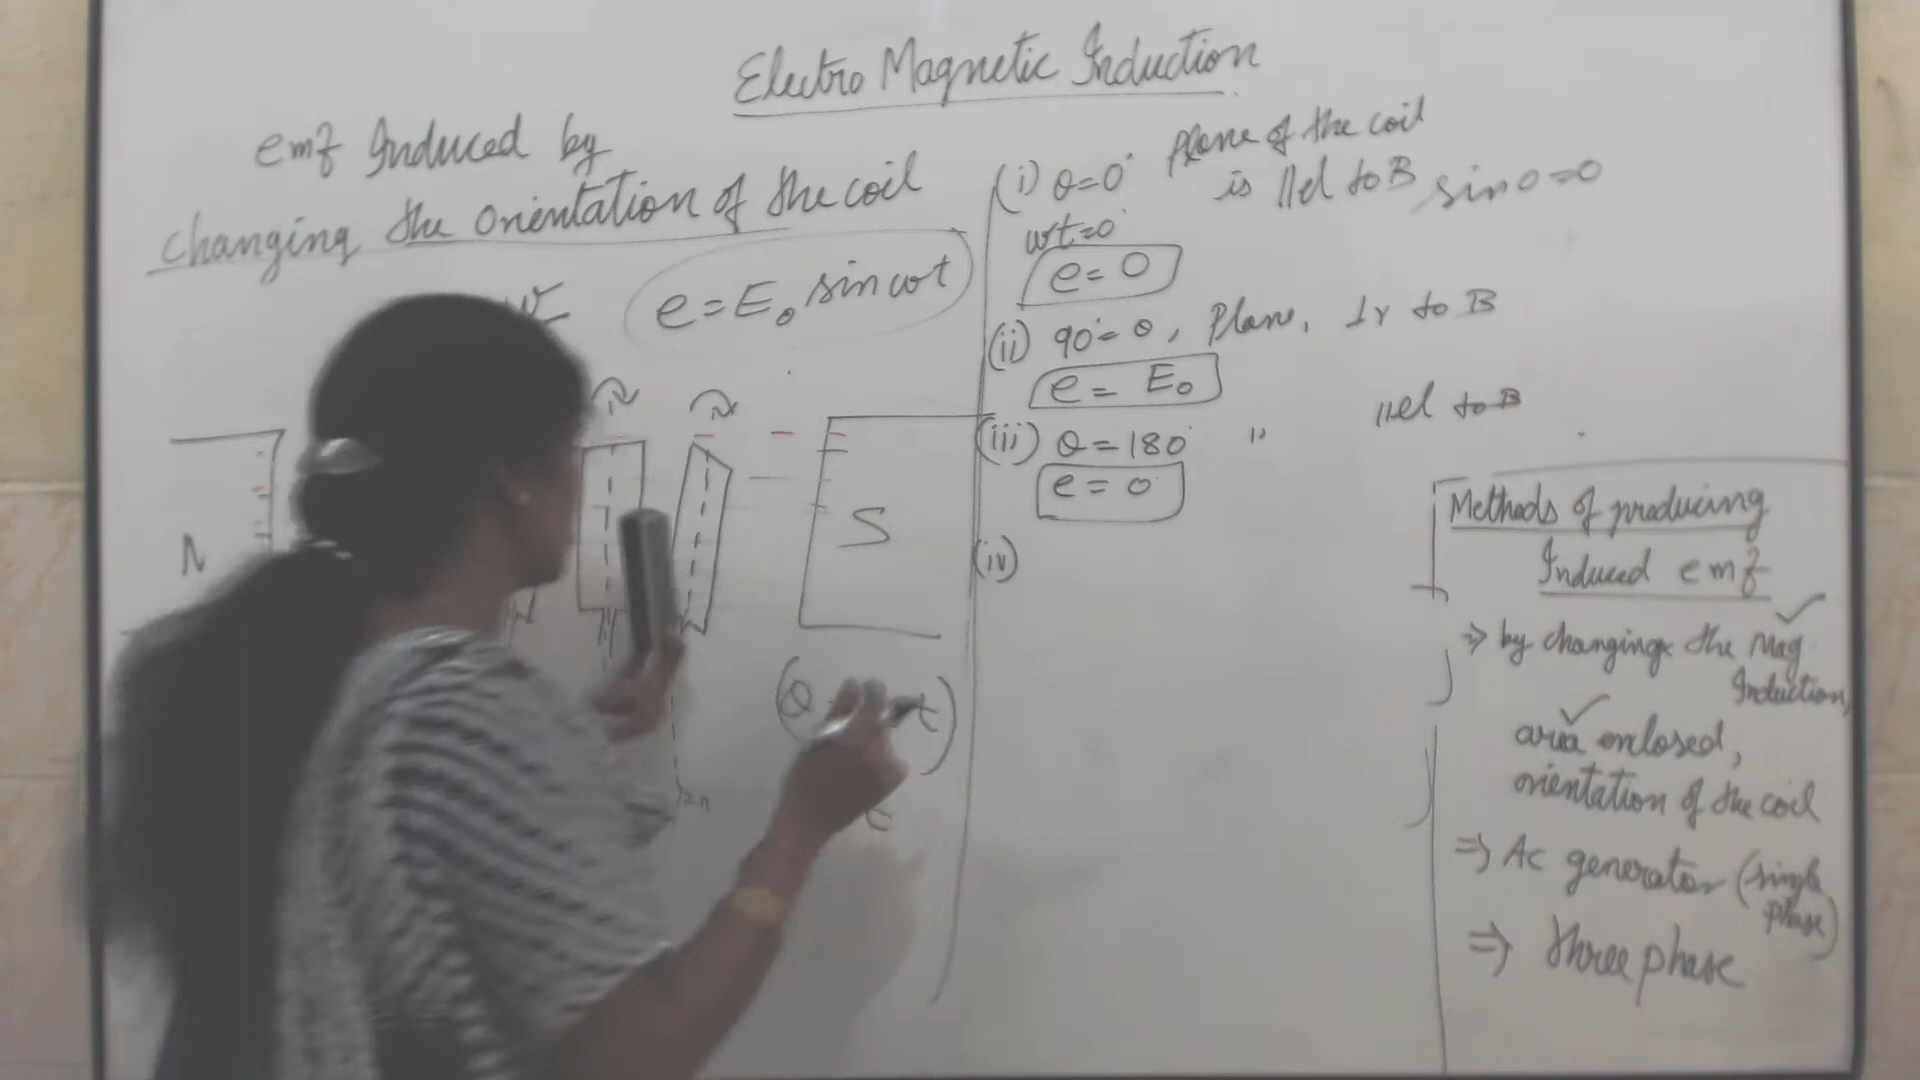 Electro Magnetic Induction
emf Induced by
changing the orientation of the coil
e = E₀ sin ωt
N
S
(i) θ=0° Plane of the coil
is llel to B sin 0=0
ωt=0°
e = 0
(ii) 90°= θ, Plane, ⊥r to B
e = E₀
(iii) θ = 180° " llel to B
e = 0
(iv)
Methods of producing
Induced emf
⇒ by changing the Mag ✓
Induction,
area enclosed, ✓
orientation of the coil
⇒ AC generator (single
phase)
⇒ three phase